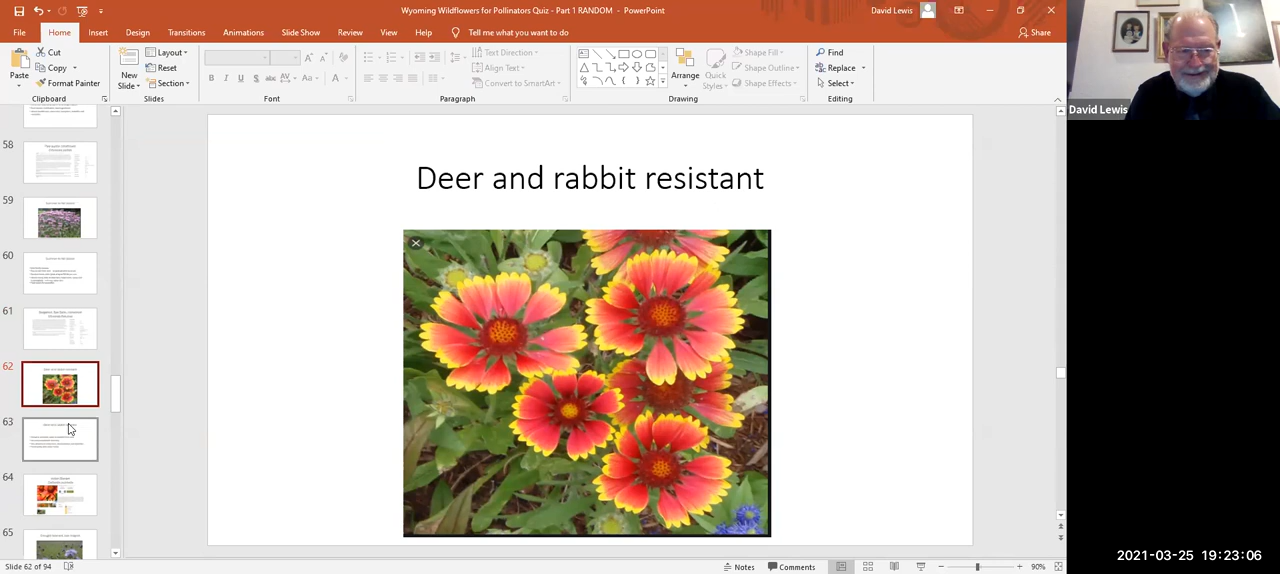 Wyoming Wildflowers for Pollinators Quiz - Part 1 RANDOM - PowerPoint
David Lewis
File
Home
Insert
Design
Transitions
Animations
Slide Show
Review
View
Help
Tell me what you want to do
Share
Paste
Cut
Copy
Format Painter
Clipboard
New
Slide
Layout
Reset
Section
Slides
Font
Text Direction
Align Text
Convert to SmartArt
Paragraph
Arrange
Quick
Styles
Shape Fill
Shape Outline
Shape Effects
Drawing
Find
Replace
Select
Editing
58
59
60
61
62
63
64
65
Deer and rabbit resistant
David Lewis
2021-03-25 19:23:06
Slide 62 of 94
Notes
Comments
90%